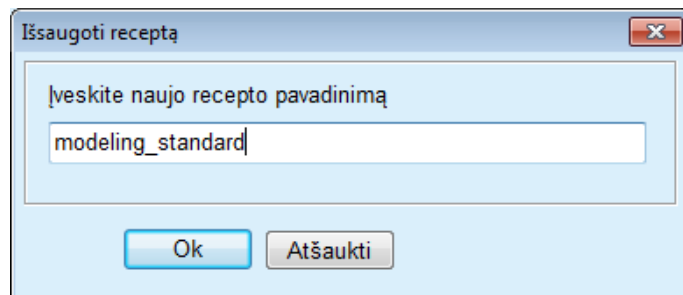 Išsaugoti receptą
Įveskite naujo recepto pavadinimą
modeling_standard
Ok
Atšaukti